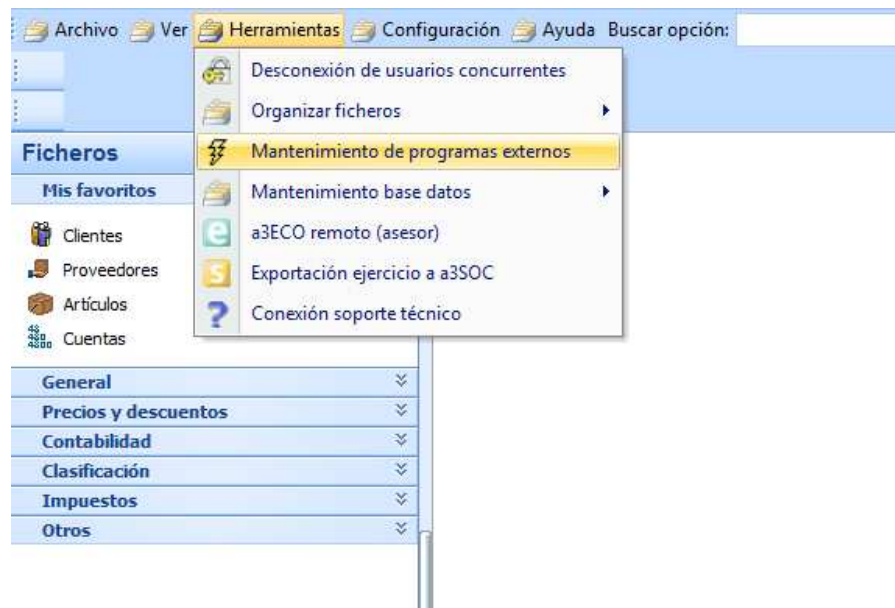 Archivo Ver Herramientas Configuración Ayuda Buscar opción:
Desconexión de usuarios concurrentes
Organizar ficheros
Mantenimiento de programas externos
Mantenimiento base datos
a3ECO remoto (asesor)
Exportación ejercicio a a3SOC
Conexión soporte técnico
Ficheros
Mis favoritos
Clientes
Proveedores
Artículos
Cuentas
General
Precios y descuentos
Contabilidad
Clasificación
Impuestos
Otros